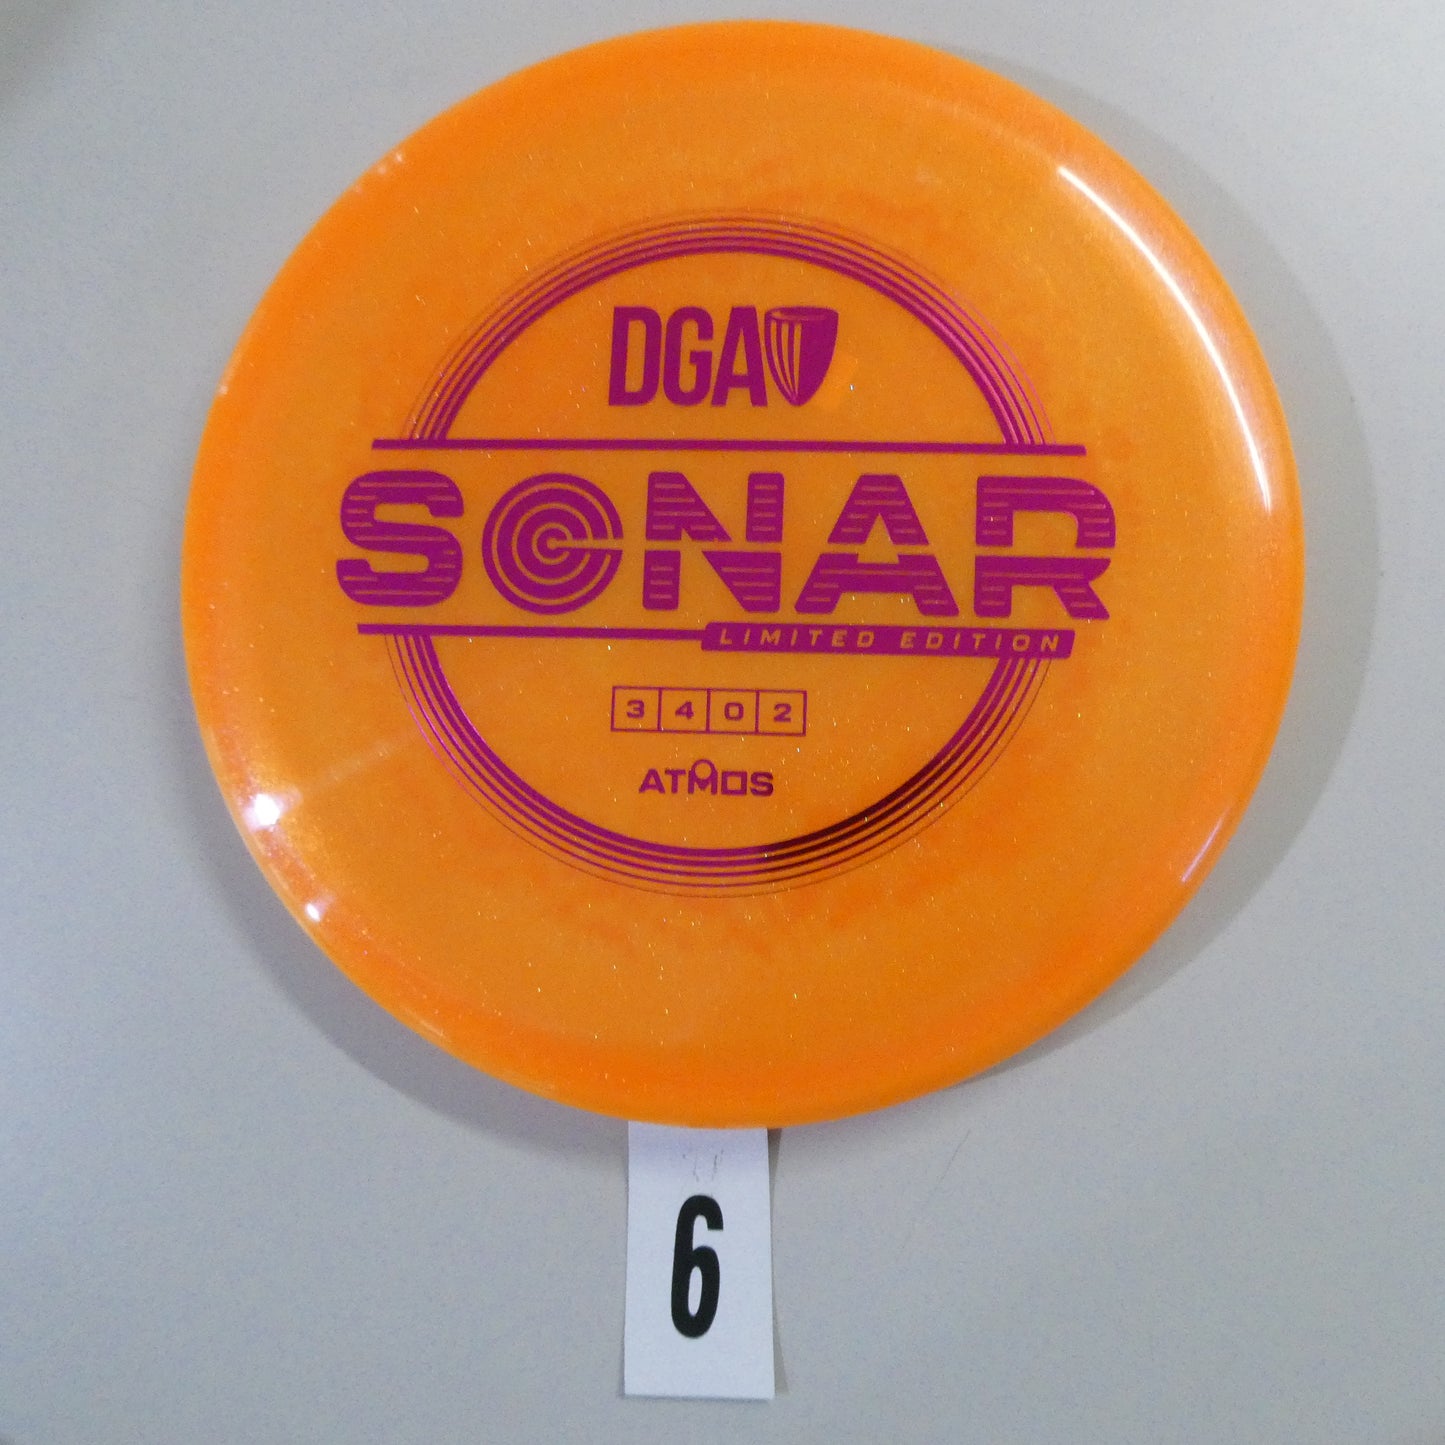 DGA
SONAR
LIMITED EDITION
3 4 0 2
ATMOS
6